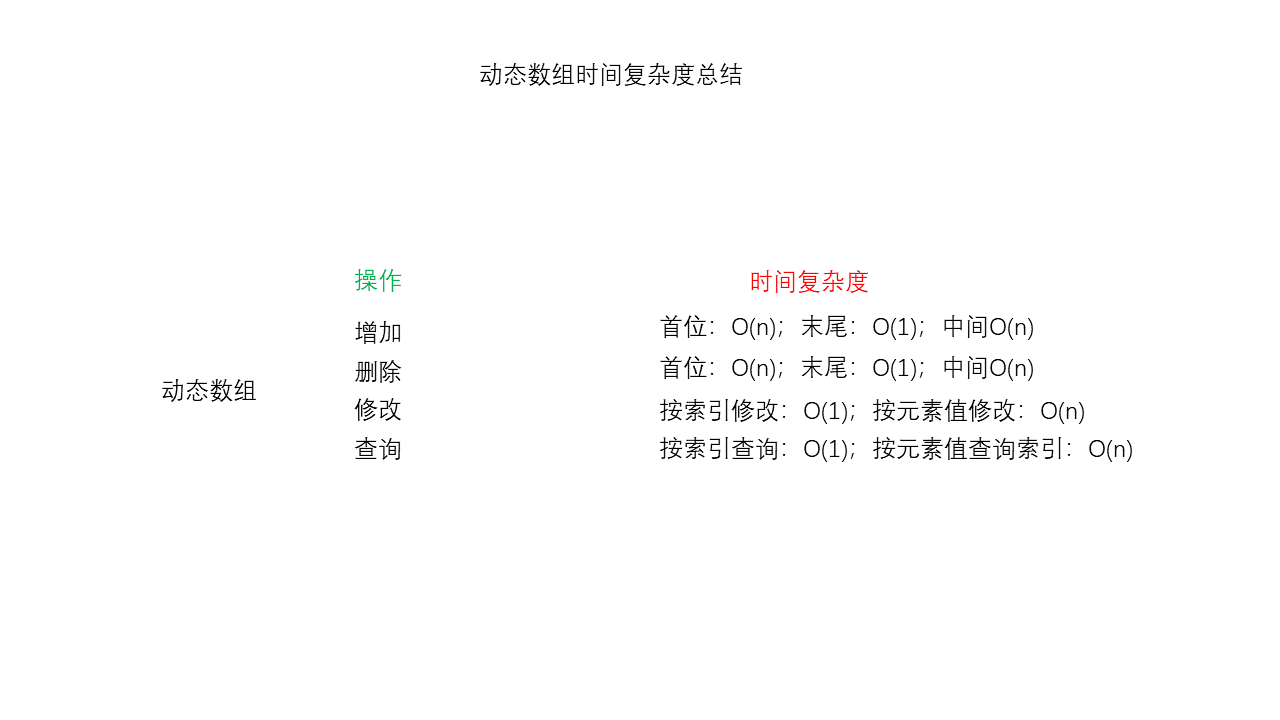 动态数组时间复杂度总结
操作 时间复杂度
增加 首位：O(n)；末尾：O(1)；中间O(n)
删除 首位：O(n)；末尾：O(1)；中间O(n)
动态数组
修改 按索引修改：O(1)；按元素值修改：O(n)
查询 按索引查询：O(1)；按元素值查询索引：O(n)